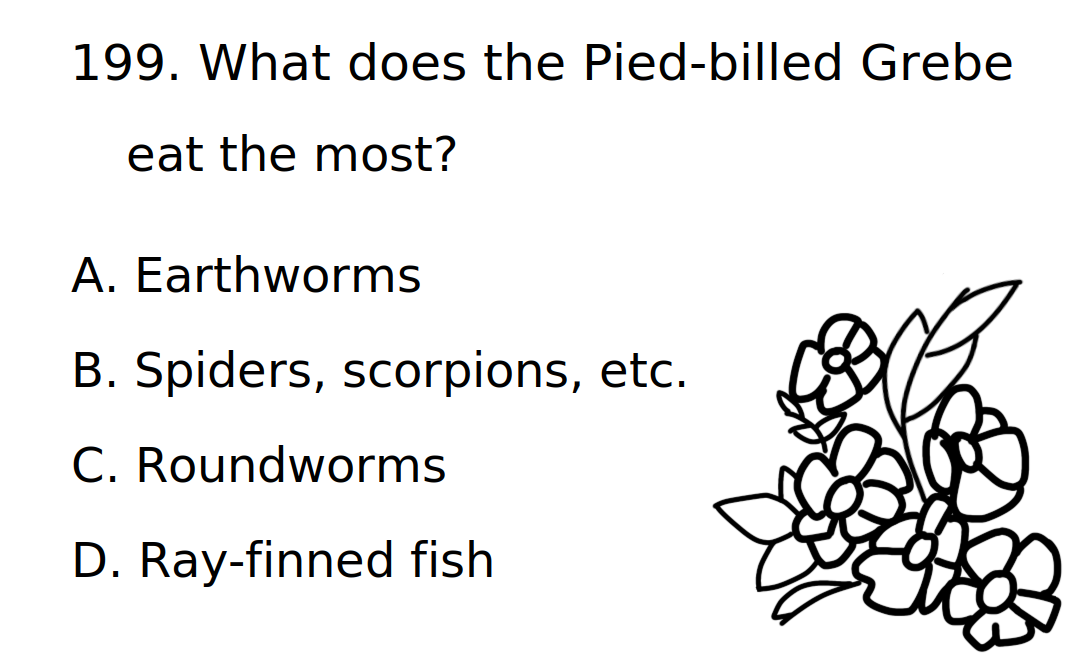 199. What does the Pied-billed Grebe
eat the most?
A. Earthworms
B. Spiders, scorpions, etc.
C. Roundworms
D. Ray-finned fish